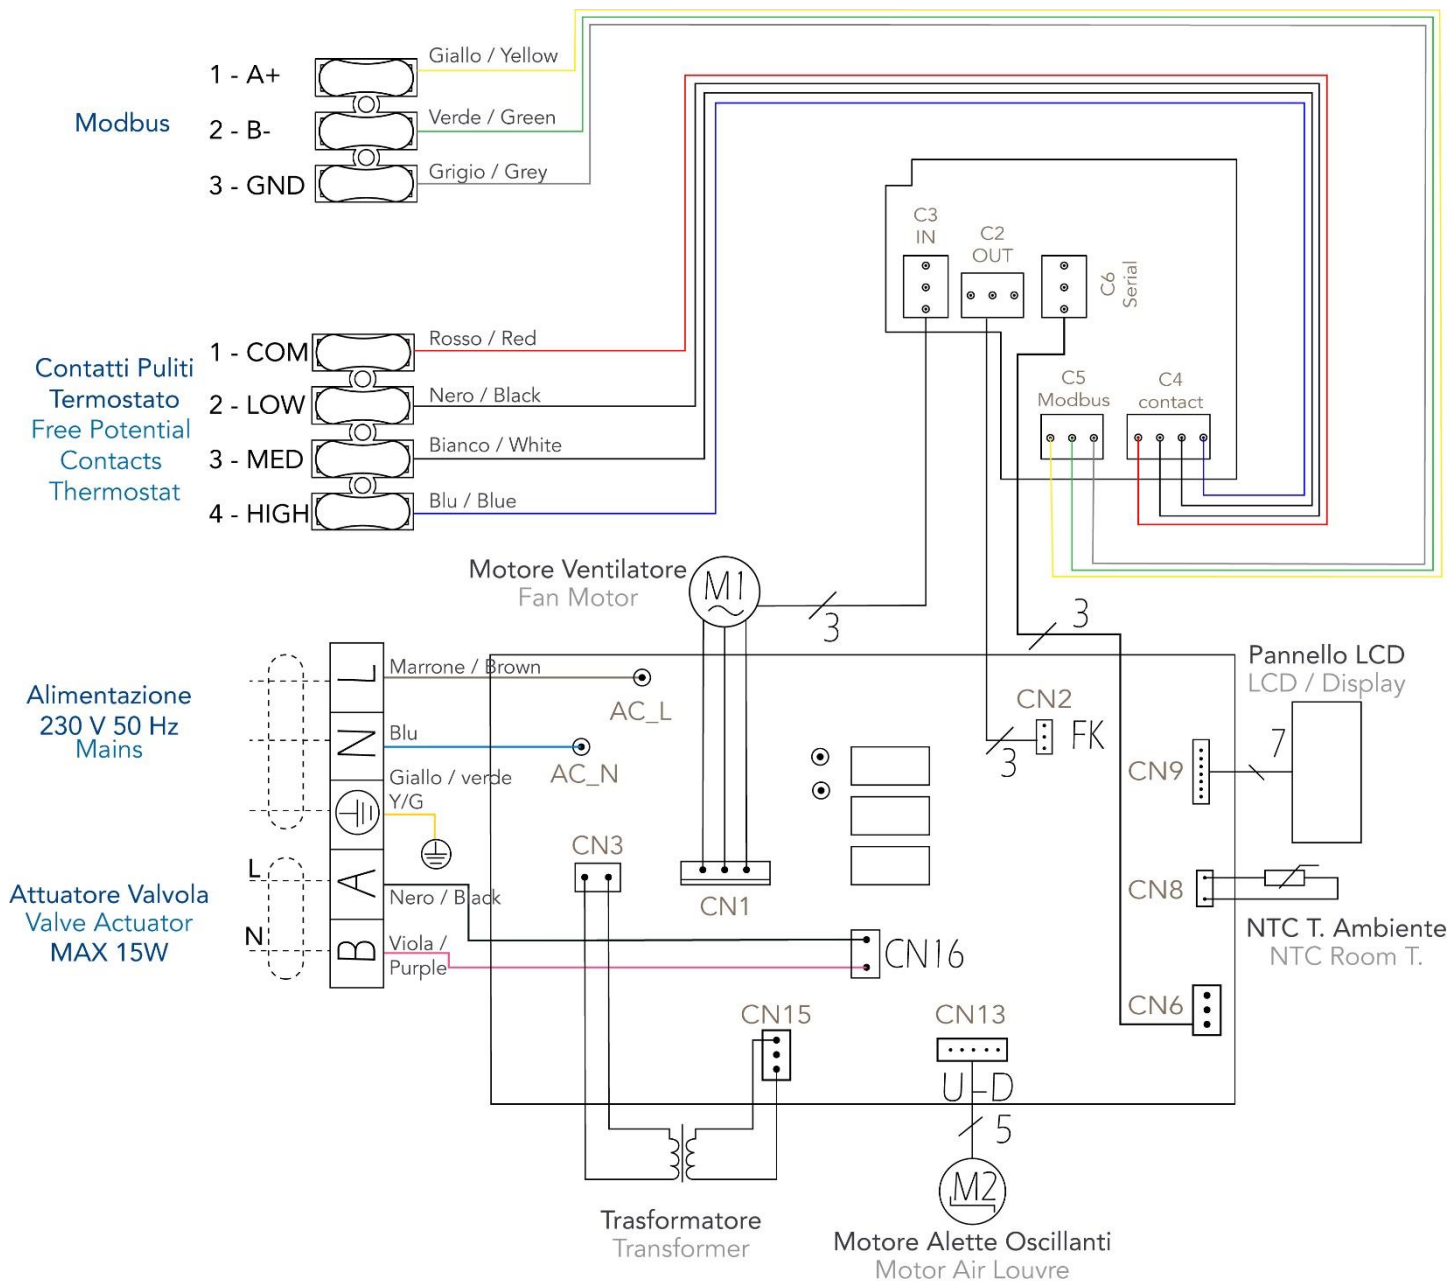 Giallo / Yellow
1 - A+
Verde / Green
Modbus
2 - B-
Grigio / Grey
3 - GND
C3
IN
C2
OUT
C6
Serial
Rosso / Red
1 - COM
Contatti Puliti
Termostato
Free Potential
Contacts
Thermostat
Nero / Black
2 - LOW
Bianco / White
3 - MED
Blu / Blue
4 - HIGH
C5
Modbus
C4
contact
Motore Ventilatore
Fan Motor
M1
3
3
Alimentazione
230 V 50 Hz
Mains
L
Marrone / Brown
AC_L
N
Blu
AC_N
Giallo / verde
Y/G
CN2
FK
3
Pannello LCD
LCD / Display
CN9
7
CN3
CN1
CN8
NTC T. Ambiente
NTC Room T.
Attuatore Valvola
Valve Actuator
MAX 15W
L
N
A
Nero / Black
B
Viola /
Purple
CN16
CN6
CN15
CN13
U-D
5
M2
Trasformatore
Transformer
Motore Alette Oscillanti
Motor Air Louvre